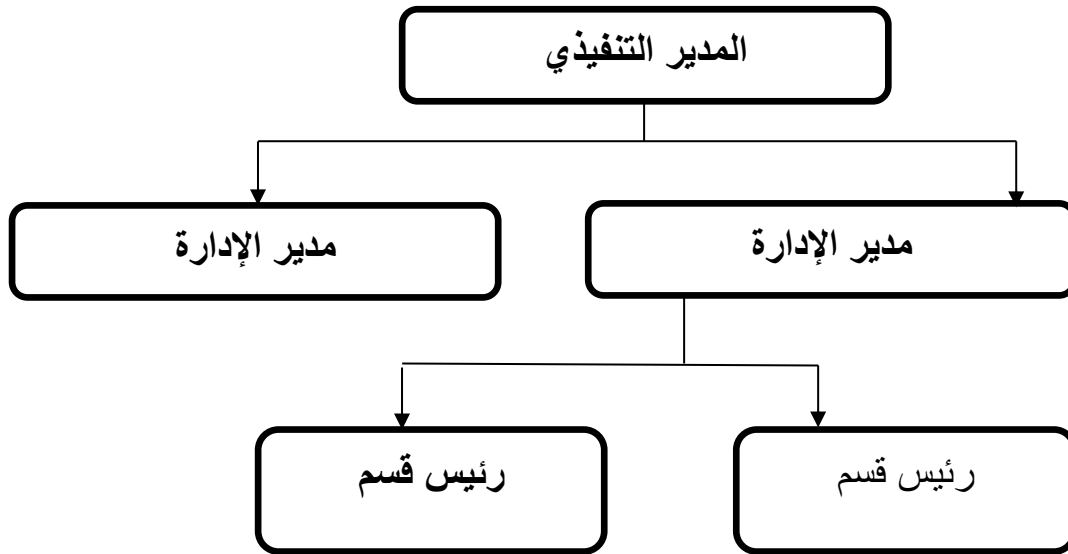 المدير التنفيذي
مدير الإدارة
مدير الإدارة
رئيس قسم
رئيس قسم